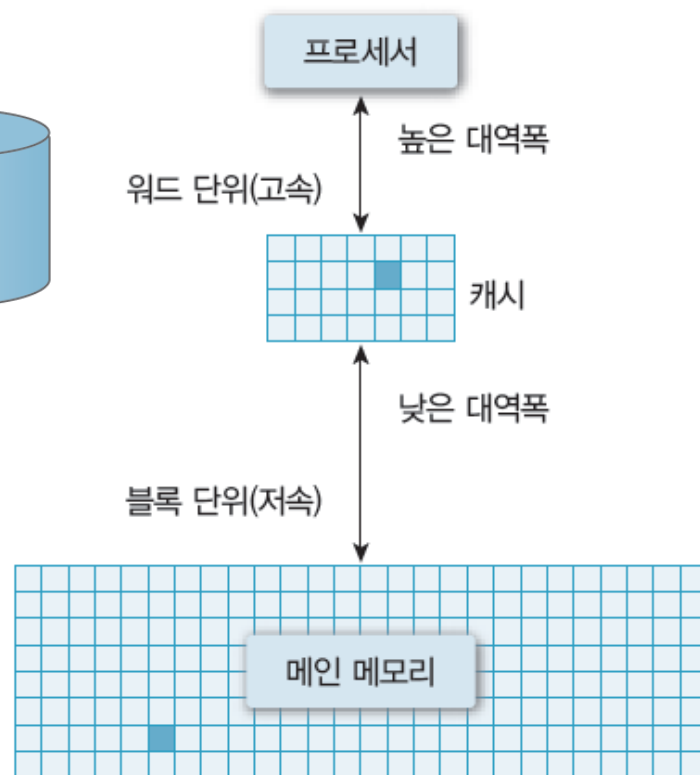 프로세서
높은 대역폭
워드 단위(고속)
캐시
낮은 대역폭
블록 단위(저속)
메인 메모리